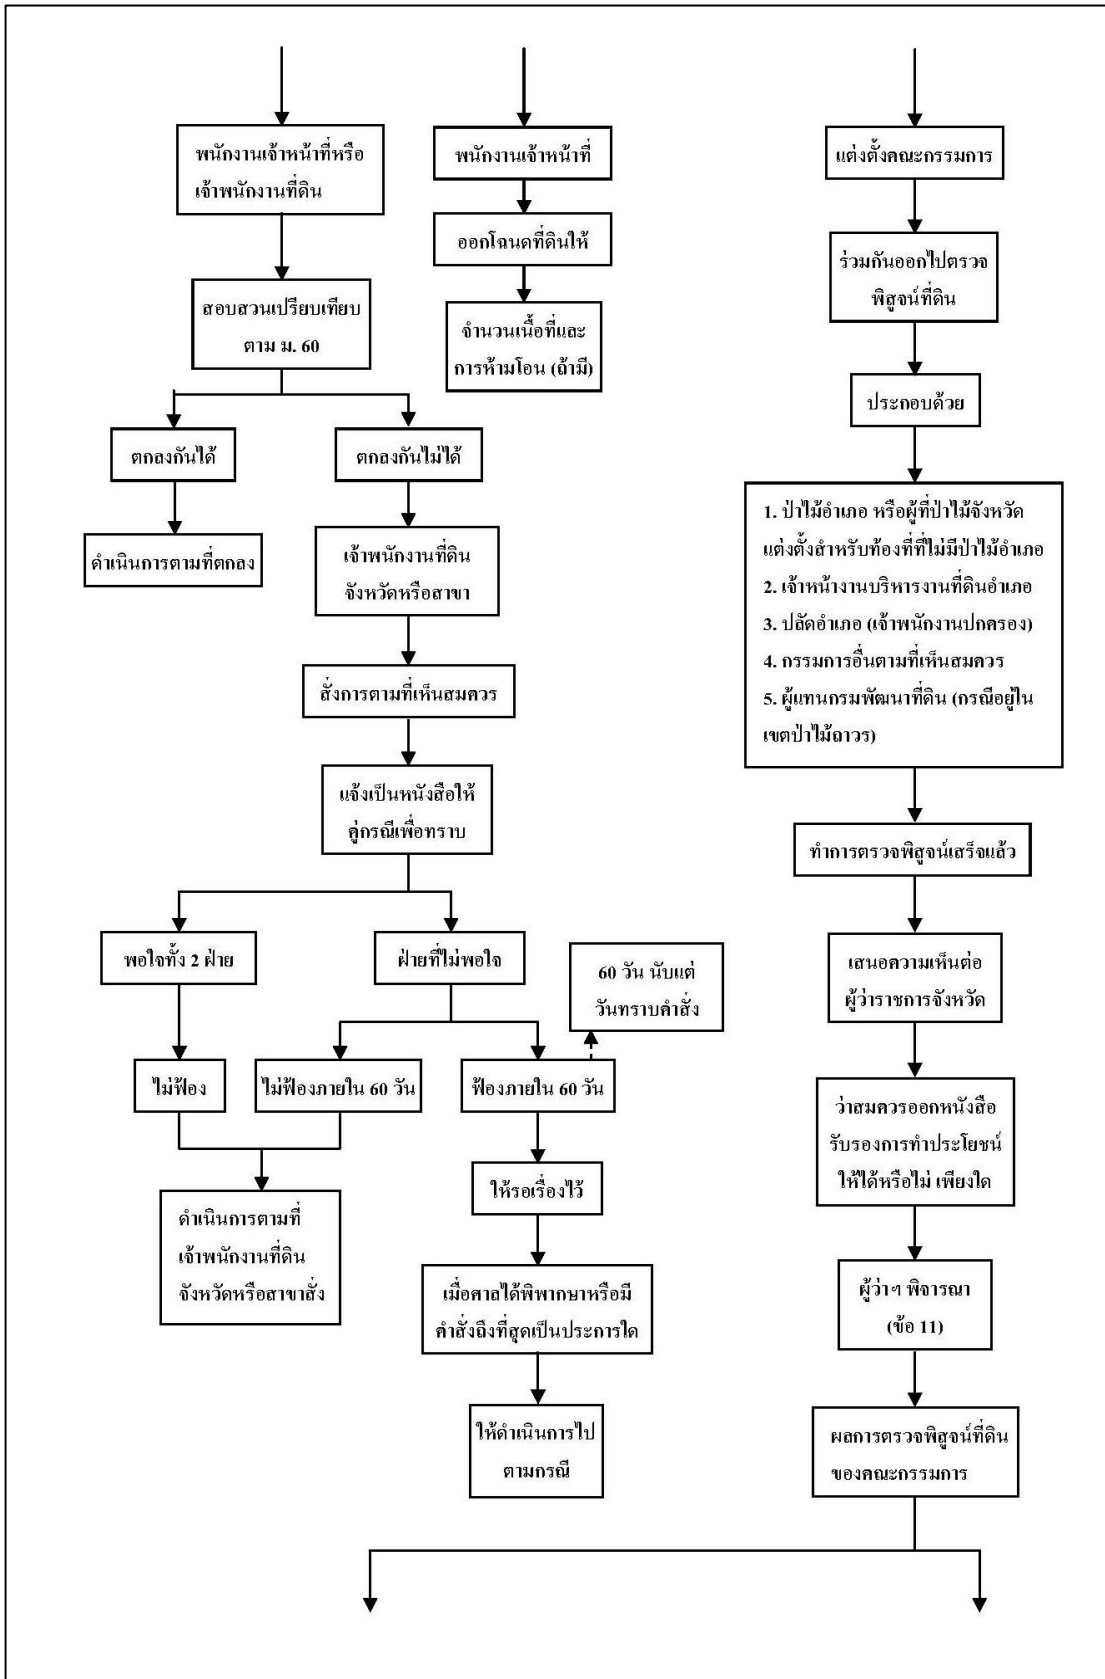 พนักงานเจ้าหน้าที่หรือ
เจ้าพนักงานที่ดิน
สอบสวนเปรียบเทียบ
ตาม ม. 60
ตกลงกันได้
ตกลงกันไม่ได้
ดำเนินการตามที่ตกลง
เจ้าพนักงานที่ดิน
จังหวัดหรือสาขา
สั่งการตามที่เห็นสมควร
แจ้งเป็นหนังสือให้
คู่กรณีเพื่อทราบ
พอใจทั้ง 2 ฝ่าย
ฝ่ายที่ไม่พอใจ
60 วัน นับแต่
วันทราบคำสั่ง
ไม่ฟ้อง
ไม่ฟ้องภายใน 60 วัน
ฟ้องภายใน 60 วัน
ดำเนินการตามที่
เจ้าพนักงานที่ดิน
จังหวัดหรือสาขาสั่ง
ให้รอเรื่องไว้
เมื่อศาลได้พิพากษาหรือมี
คำสั่งถึงที่สุดเป็นประการใด
ให้ดำเนินการไป
ตามกรณี
พนักงานเจ้าหน้าที่
ออกโฉนดที่ดินให้
จำนวนเนื้อที่และ
การห้ามโอน (ถ้ามี)
แต่งตั้งคณะกรรมการ
ร่วมกันออกไปตรวจ
พิสูจน์ที่ดิน
ประกอบด้วย
1. ป่าไม้อำเภอ หรือผู้ที่ป่าไม้จังหวัด
แต่งตั้งสำหรับท้องที่ที่ไม่มีป่าไม้อำเภอ
2. เจ้าหน้างานบริหารงานที่ดินอำเภอ
3. ปลัดอำเภอ (เจ้าพนักงานปกครอง)
4. กรรมการอื่นตามที่เห็นสมควร
5. ผู้แทนกรมพัฒนาที่ดิน (กรณีอยู่ใน
เขตป่าไม้ถาวร)
ทำการตรวจพิสูจน์เสร็จแล้ว
เสนอความเห็นต่อ
ผู้ว่าราชการจังหวัด
ว่าสมควรออกหนังสือ
รับรองการทำประโยชน์
ให้ได้หรือไม่ เพียงใด
ผู้ว่าฯ พิจารณา
(ข้อ 11)
ผลการตรวจพิสูจน์ที่ดิน
ของคณะกรรมการ